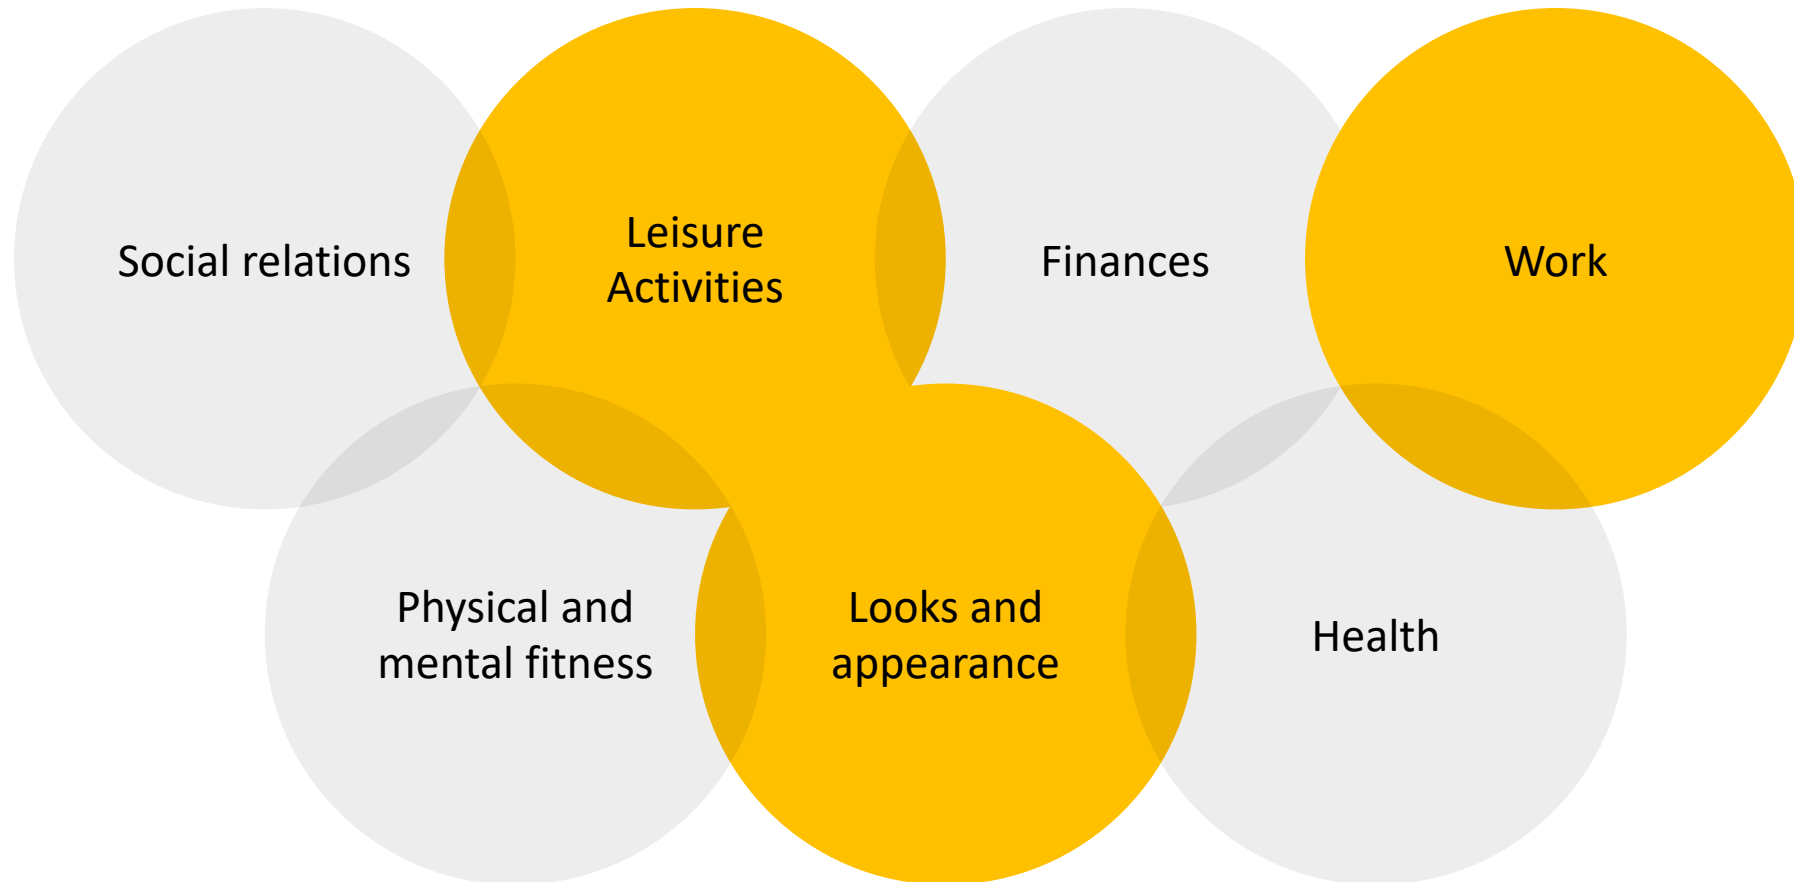 Social relations
Leisure
Activities
Finances
Work
Physical and
mental fitness
Looks and
appearance
Health